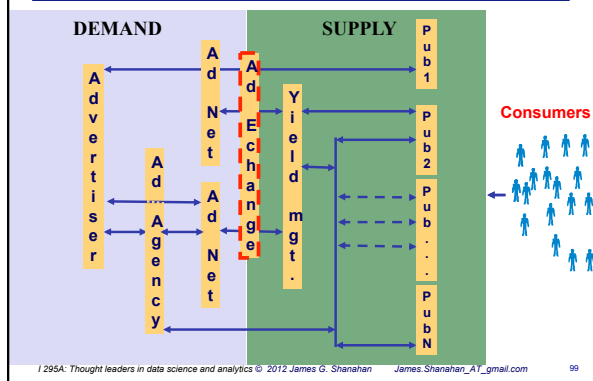 DEMAND
SUPPLY
Advertiser
Ad .... Agency
Ad Net
Ad Net
Ad Echange
Yield mgt.
Pub1
Pub2
Pub...
PubN
Consumers
I 295A: Thought leaders in data science and analytics © 2012 James G. Shanahan James.Shanahan_AT_gmail.com 99